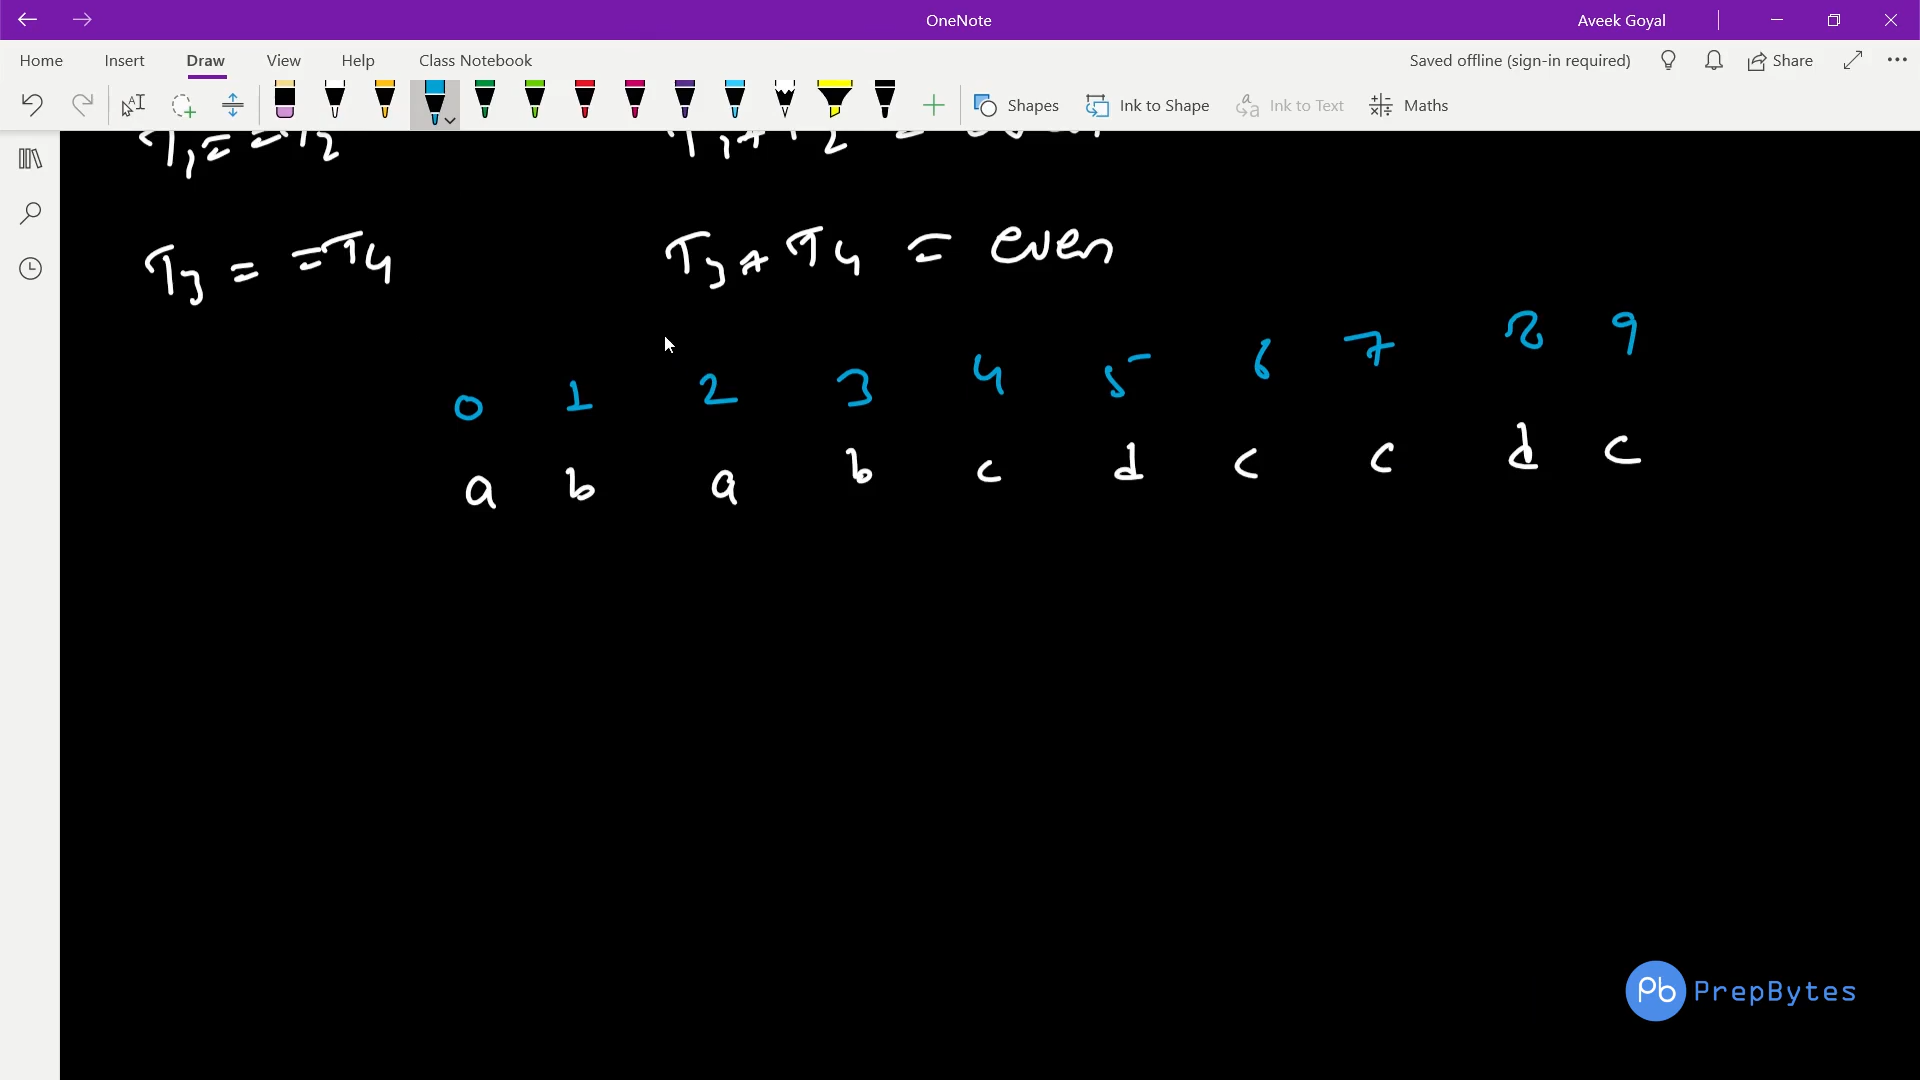 OneNote
Aveek Goyal
Home Insert Draw View Help Class Notebook
Saved offline (sign-in required) Share
Shapes Ink to Shape Ink to Text Maths
T3 = = T4 T3 + T4 = even
0 1 2 3 4 5 6 7 8 9
a b a b c d c c d c
Pb PrepBytes